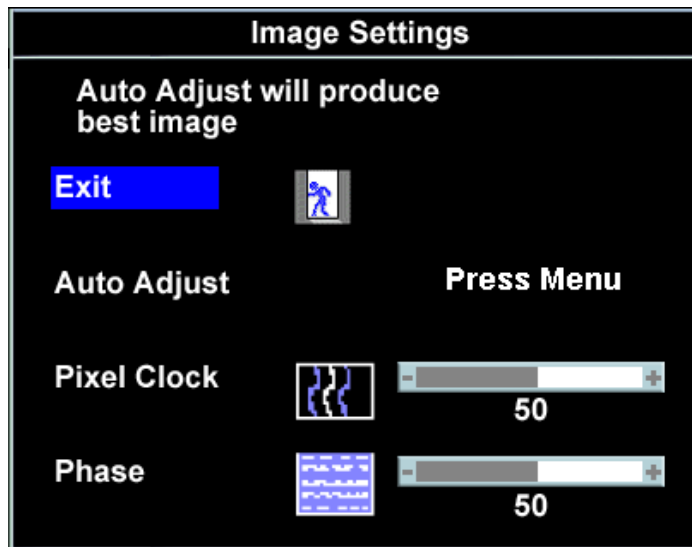 Image Settings
Auto Adjust will produce
best image
Exit
Auto Adjust Press Menu
Pixel Clock - +
50
Phase - +
50